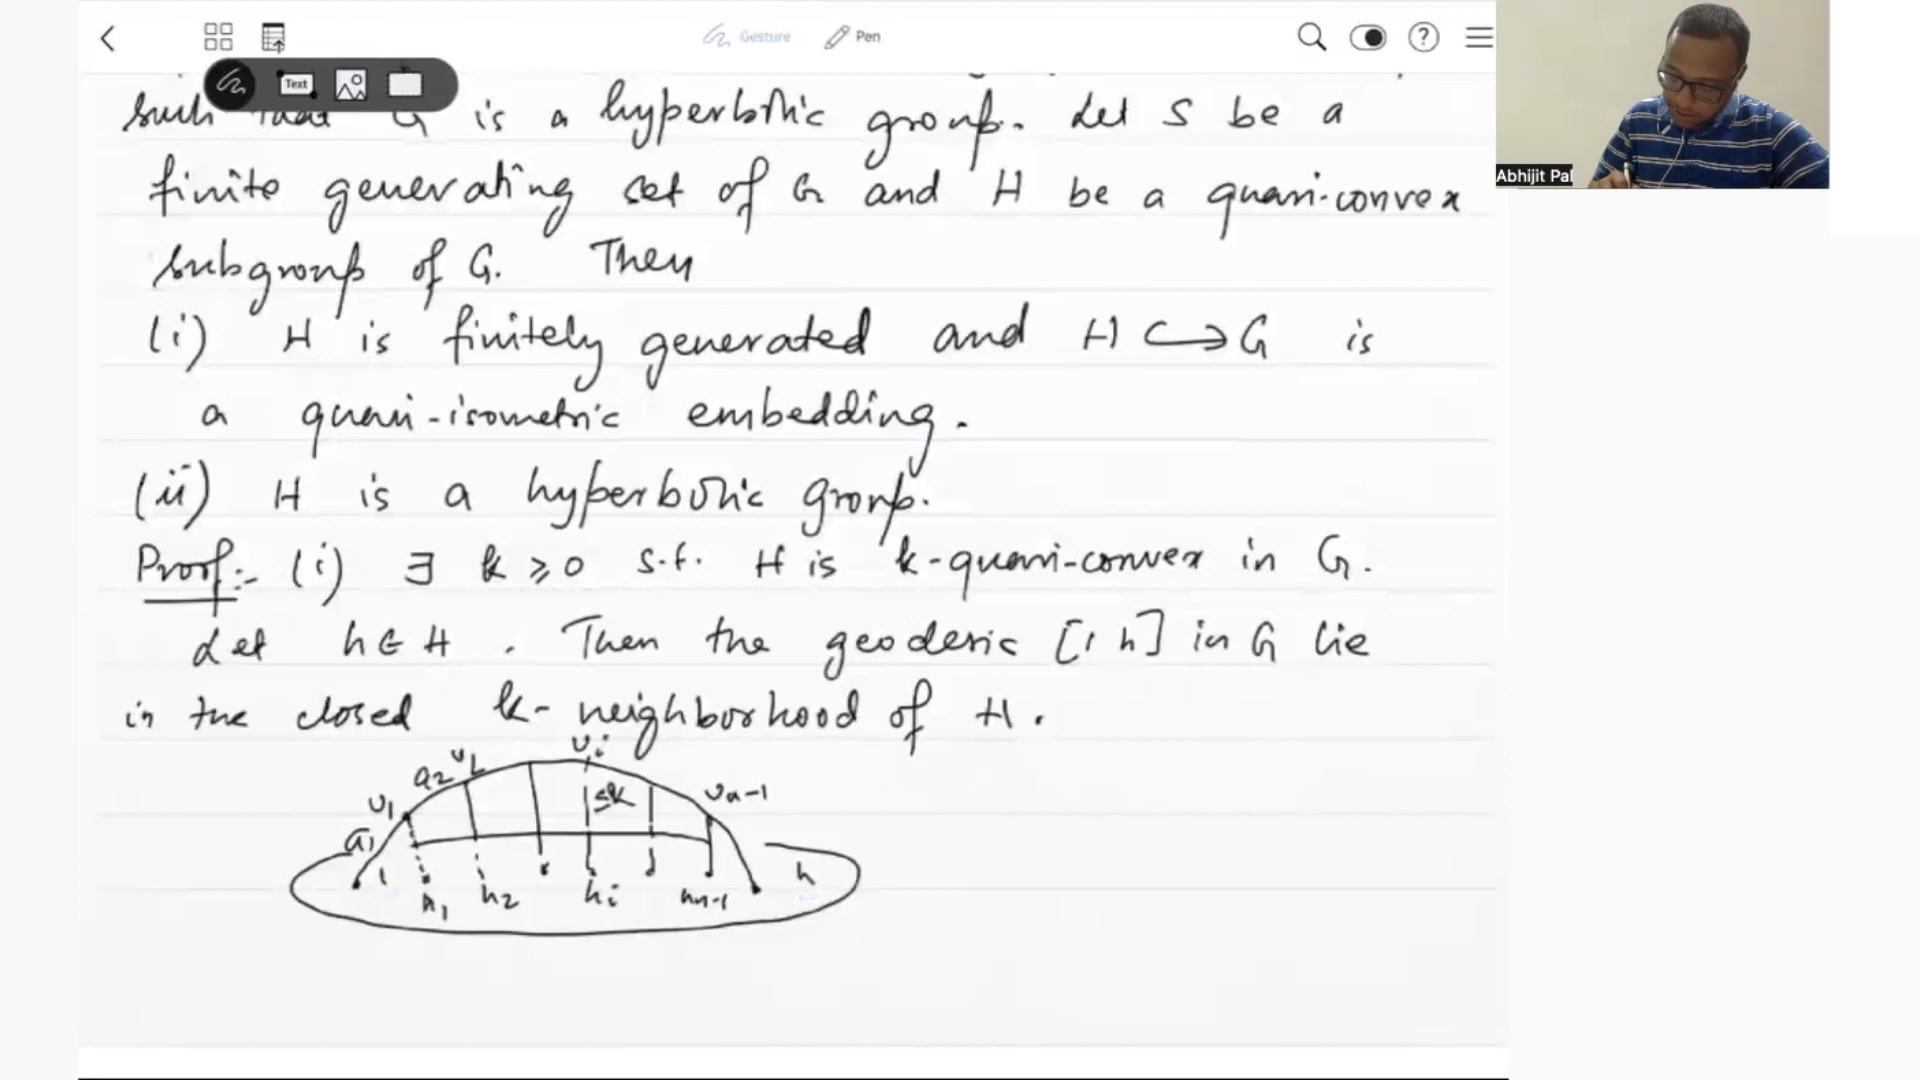 Gesture Pen
Text
such that G is a hyperbolic group. Let S be a
finite generating set of G and H be a quasi-convex
subgroup of G. Then
(i) H is finitely generated and H ↪ G is
a quasi-isometric embedding.
(ii) H is a hyperbolic group.
Proof:- (i) ∃ k ≥ 0 s.t. H is k-quasi-convex in G.
Let h ∈ H. Then the geodesic [1 h] in G lie
in the closed k-neighborhood of H.
a1 v1 a2 v2 vi ≤k vn-1
1 h1 h2 hi hn-1 h
Abhijit Pal